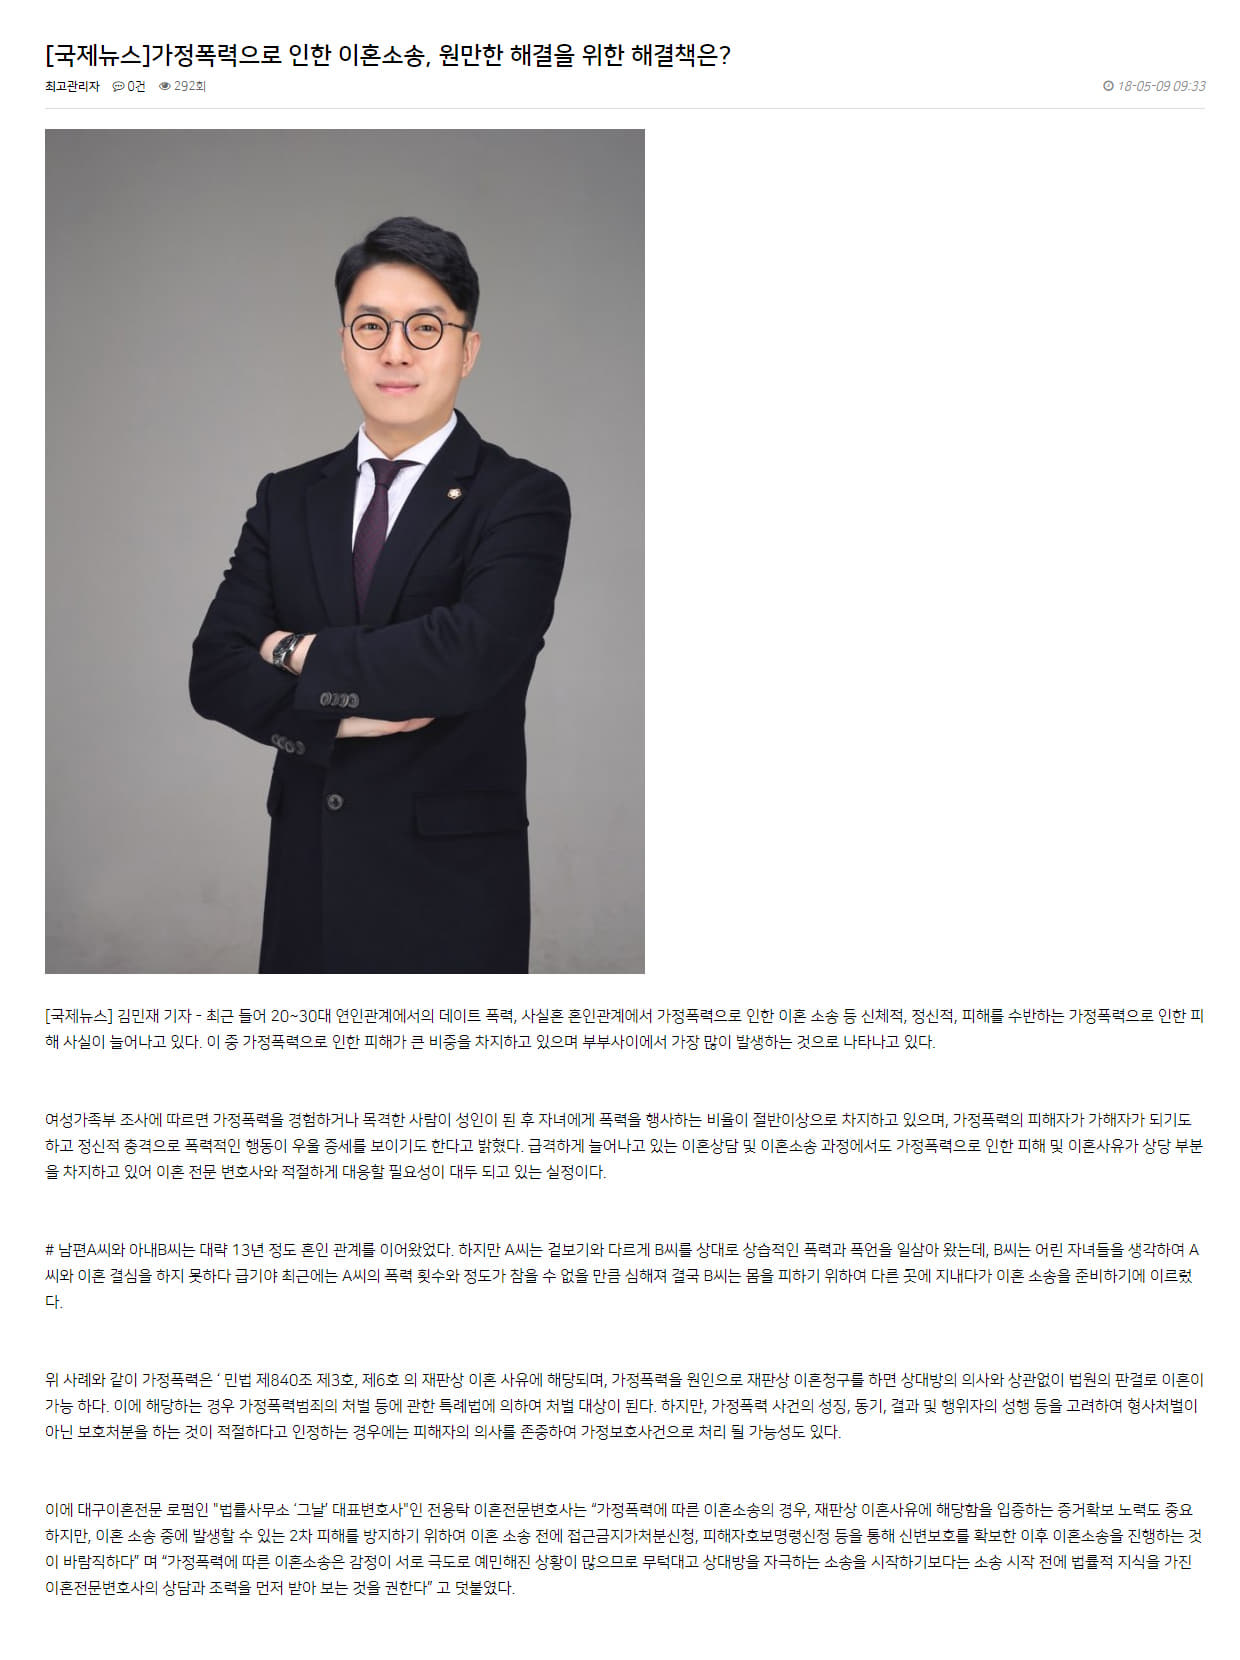 [국제뉴스]가정폭력으로 인한 이혼소송, 원만한 해결을 위한 해결책은?
최고관리자 0건 292회 18-05-09 09:33
[국제뉴스] 김민재 기자 - 최근 들어 20~30대 연인관계에서의 데이트 폭력, 사실혼 혼인관계에서 가정폭력으로 인한 이혼 소송 등 신체적, 정신적, 피해를 수반하는 가정폭력으로 인한 피
해 사실이 늘어나고 있다. 이 중 가정폭력으로 인한 피해가 큰 비중을 차지하고 있으며 부부사이에서 가장 많이 발생하는 것으로 나타나고 있다.
여성가족부 조사에 따르면 가정폭력을 경험하거나 목격한 사람이 성인이 된 후 자녀에게 폭력을 행사하는 비율이 절반이상으로 차지하고 있으며, 가정폭력의 피해자가 가해자가 되기도
하고 정신적 충격으로 폭력적인 행동이 우울 증세를 보이기도 한다고 밝혔다. 급격하게 늘어나고 있는 이혼상담 및 이혼소송 과정에서도 가정폭력으로 인한 피해 및 이혼사유가 상당 부분
을 차지하고 있어 이혼 전문 변호사와 적절하게 대응할 필요성이 대두 되고 있는 실정이다.
# 남편A씨와 아내B씨는 대략 13년 정도 혼인 관계를 이어왔었다. 하지만 A씨는 겉보기와 다르게 B씨를 상대로 상습적인 폭력과 폭언을 일삼아 왔는데, B씨는 어린 자녀들을 생각하여 A
씨와 이혼 결심을 하지 못하다 급기야 최근에는 A씨의 폭력 횟수와 정도가 참을 수 없을 만큼 심해져 결국 B씨는 몸을 피하기 위하여 다른 곳에 지내다가 이혼 소송을 준비하기에 이르렀
다.
위 사례와 같이 가정폭력은 ‘ 민법 제840조 제3호, 제6호 의 재판상 이혼 사유에 해당되며, 가정폭력을 원인으로 재판상 이혼청구를 하면 상대방의 의사와 상관없이 법원의 판결로 이혼이
가능 하다. 이에 해당하는 경우 가정폭력범죄의 처벌 등에 관한 특례법에 의하여 처벌 대상이 된다. 하지만, 가정폭력 사건의 성징, 동기, 결과 및 행위자의 성행 등을 고려하여 형사처벌이
아닌 보호처분을 하는 것이 적절하다고 인정하는 경우에는 피해자의 의사를 존중하여 가정보호사건으로 처리 될 가능성도 있다.
이에 대구이혼전문 로펌인 "법률사무소 ‘그날’ 대표변호사"인 전용탁 이혼전문변호사는 “가정폭력에 따른 이혼소송의 경우, 재판상 이혼사유에 해당함을 입증하는 증거확보 노력도 중요
하지만, 이혼 소송 중에 발생할 수 있는 2차 피해를 방지하기 위하여 이혼 소송 전에 접근금지가처분신청, 피해자호보명령신청 등을 통해 신변보호를 확보한 이후 이혼소송을 진행하는 것
이 바람직하다” 며 “가정폭력에 따른 이혼소송은 감정이 서로 극도로 예민해진 상황이 많으므로 무턱대고 상대방을 자극하는 소송을 시작하기보다는 소송 시작 전에 법률적 지식을 가진
이혼전문변호사의 상담과 조력을 먼저 받아 보는 것을 권한다” 고 덧붙였다.